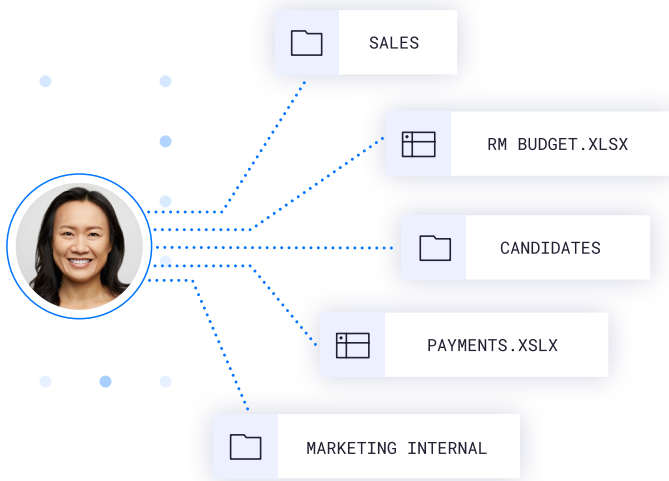 SALES
RM BUDGET.XLSX
CANDIDATES
PAYMENTS.XSLX
MARKETING INTERNAL